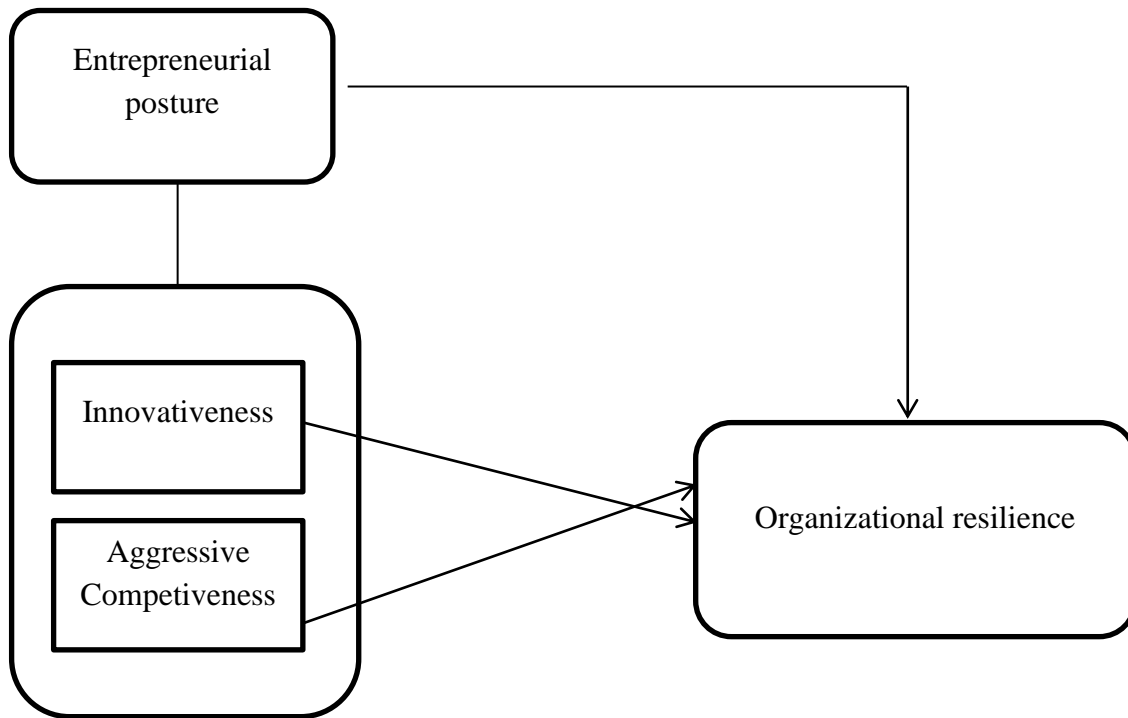 Entrepreneurial
posture
Innovativeness
Aggressive
Competiveness
Organizational resilience